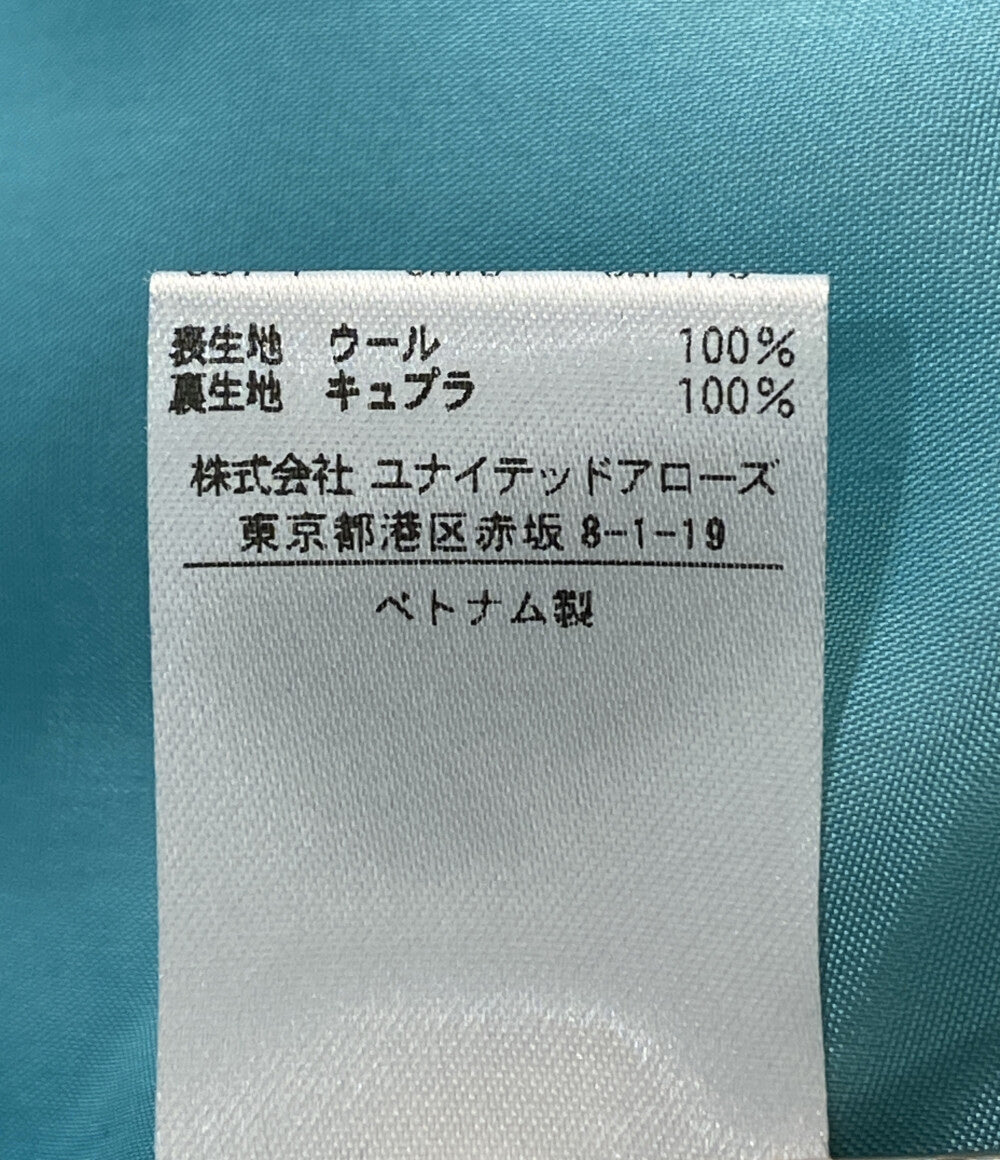 表生地 ウール 100%
裏生地 キュプラ 100%
株式会社 ユナイテッドアローズ
東京都港区赤坂 8-1-19
ベトナム製